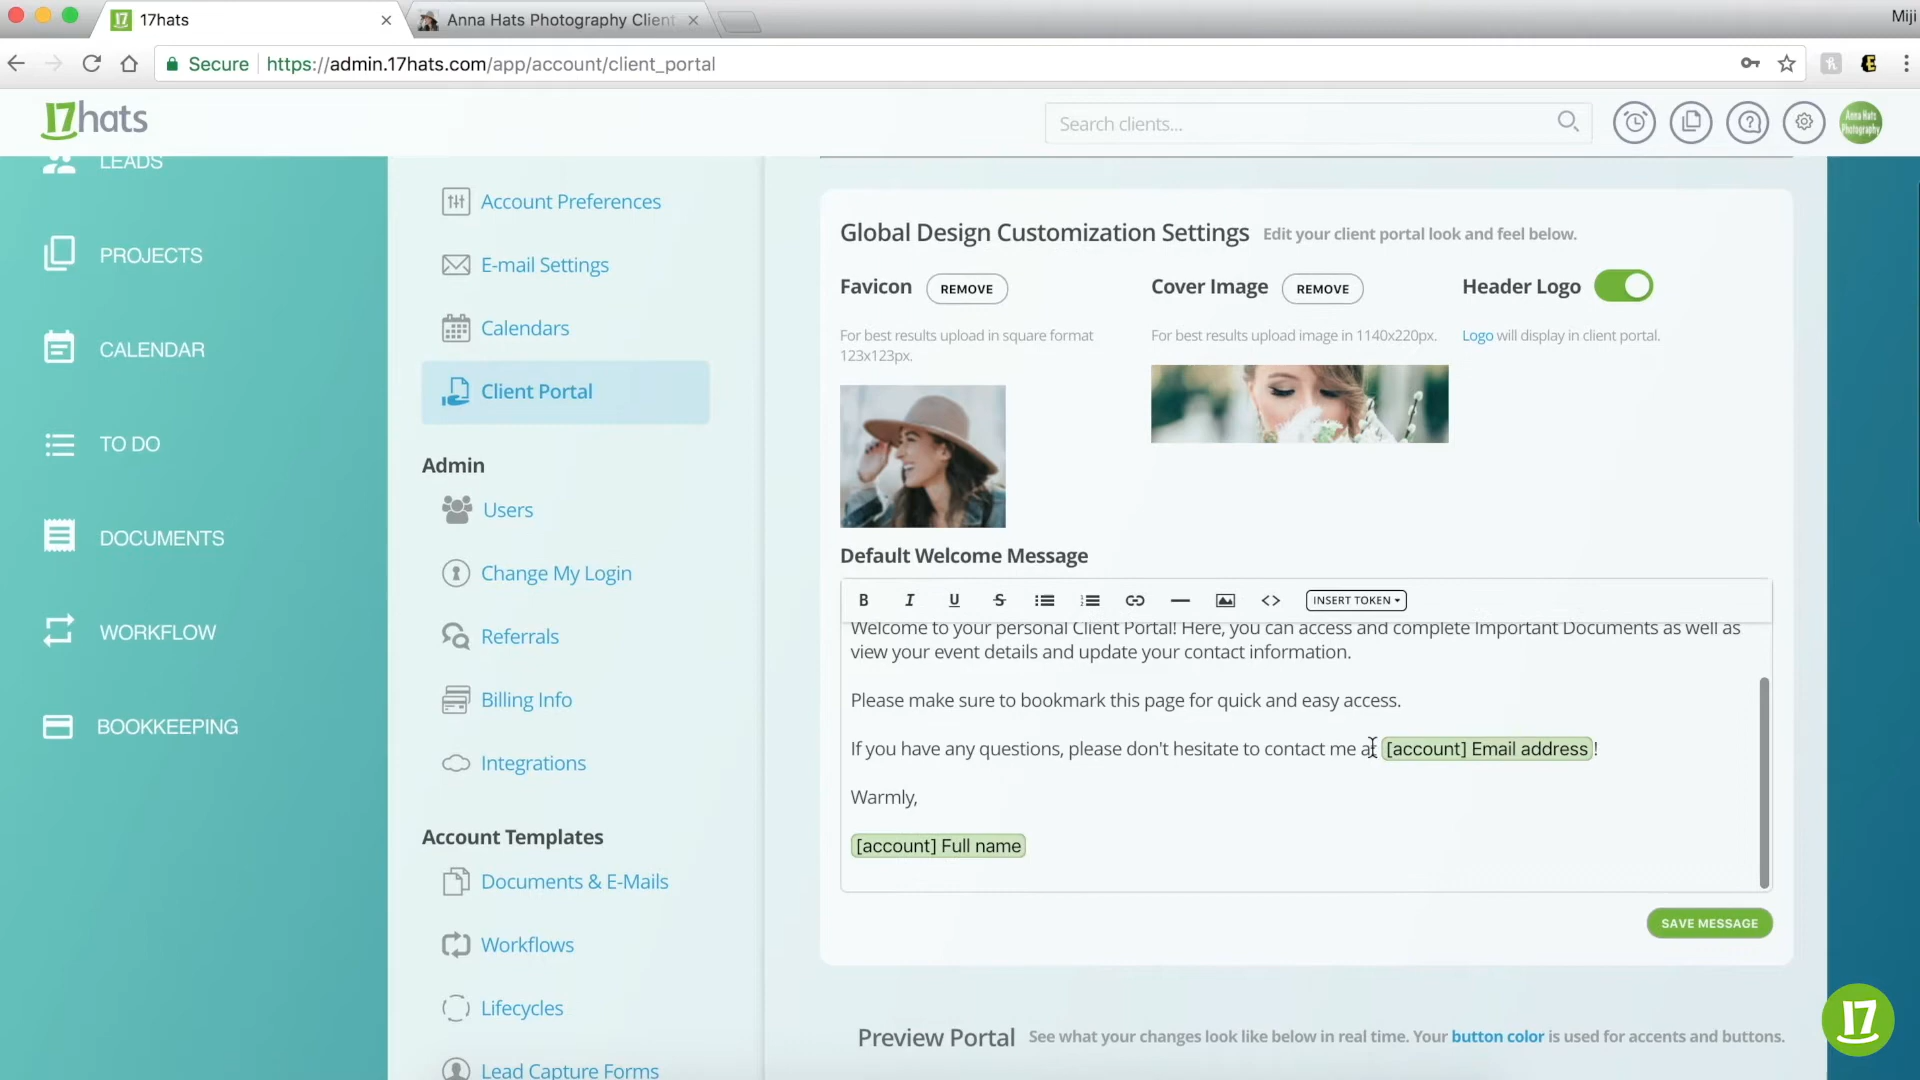 17hats
Anna Hats Photography Client
Miji
Secure
https://admin.17hats.com/app/account/client_portal
17hats
Search clients...
Anna Hats
Photography
LEADS
PROJECTS
CALENDAR
TO DO
DOCUMENTS
WORKFLOW
BOOKKEEPING
Account Preferences
E-mail Settings
Calendars
Client Portal
Admin
Users
Change My Login
Referrals
Billing Info
Integrations
Account Templates
Documents & E-Mails
Workflows
Lifecycles
Lead Capture Forms
Global Design Customization Settings Edit your client portal look and feel below.
Favicon REMOVE
For best results upload in square format
123x123px.
Cover Image REMOVE
For best results upload image in 1140x220px.
Header Logo
Logo will display in client portal.
Default Welcome Message
B I U S INSERT TOKEN
Welcome to your personal Client Portal! Here, you can access and complete Important Documents as well as
view your event details and update your contact information.
Please make sure to bookmark this page for quick and easy access.
If you have any questions, please don't hesitate to contact me at [account] Email address!
Warmly,
[account] Full name
SAVE MESSAGE
Preview Portal See what your changes look like below in real time. Your button color is used for accents and buttons.
17